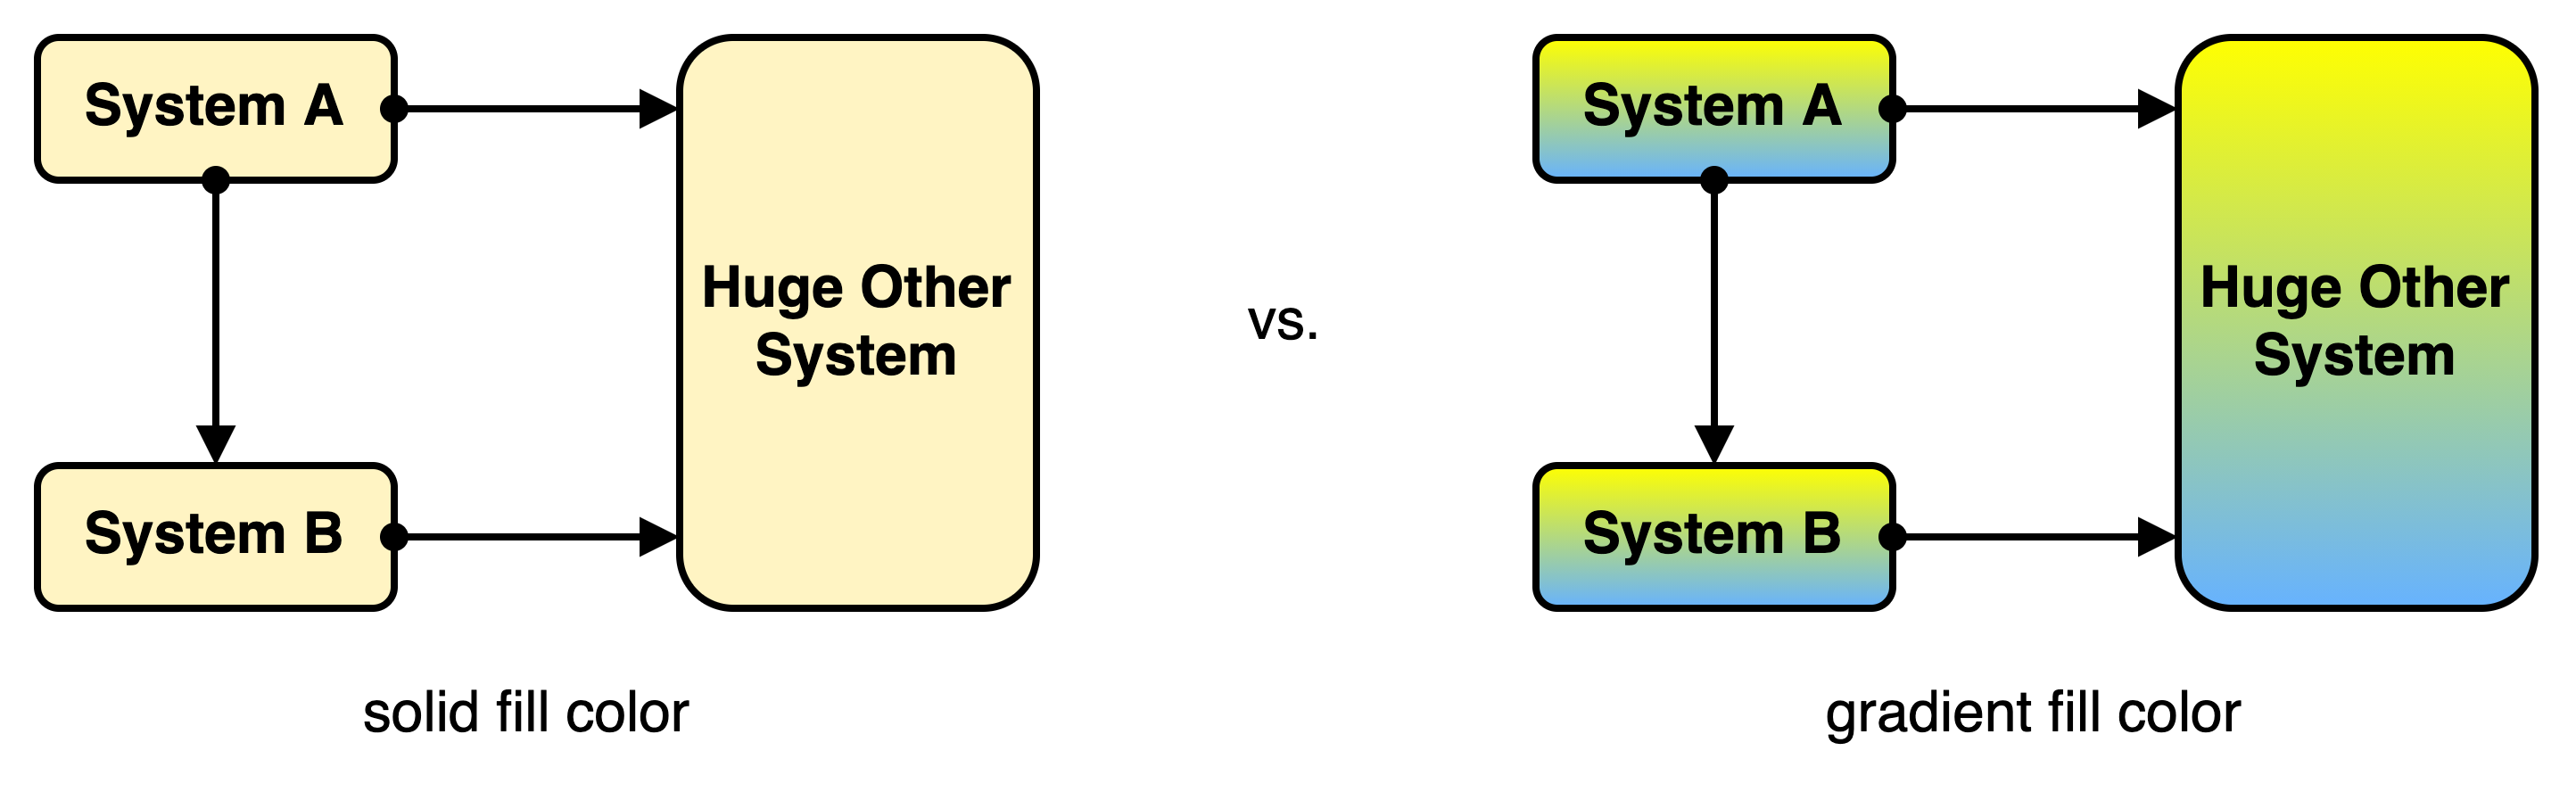 System A
Huge Other
System
System B
solid fill color
vs.
System A
Huge Other
System
System B
gradient fill color